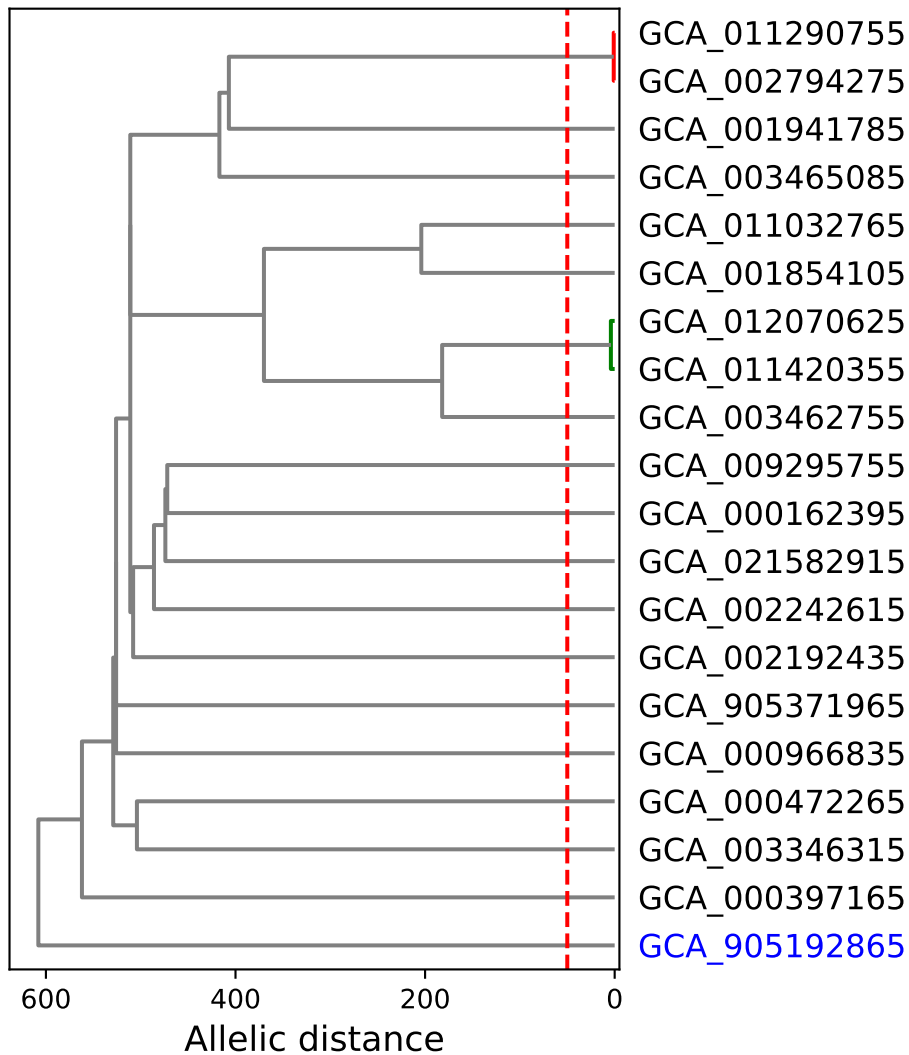 GCA_011290755
GCA_002794275
GCA_001941785
GCA_003465085
GCA_011032765
GCA_001854105
GCA_012070625
GCA_011420355
GCA_003462755
GCA_009295755
GCA_000162395
GCA_021582915
GCA_002242615
GCA_002192435
GCA_905371965
GCA_000966835
GCA_000472265
GCA_003346315
GCA_000397165
GCA_905192865
600 400 200 0
Allelic distance